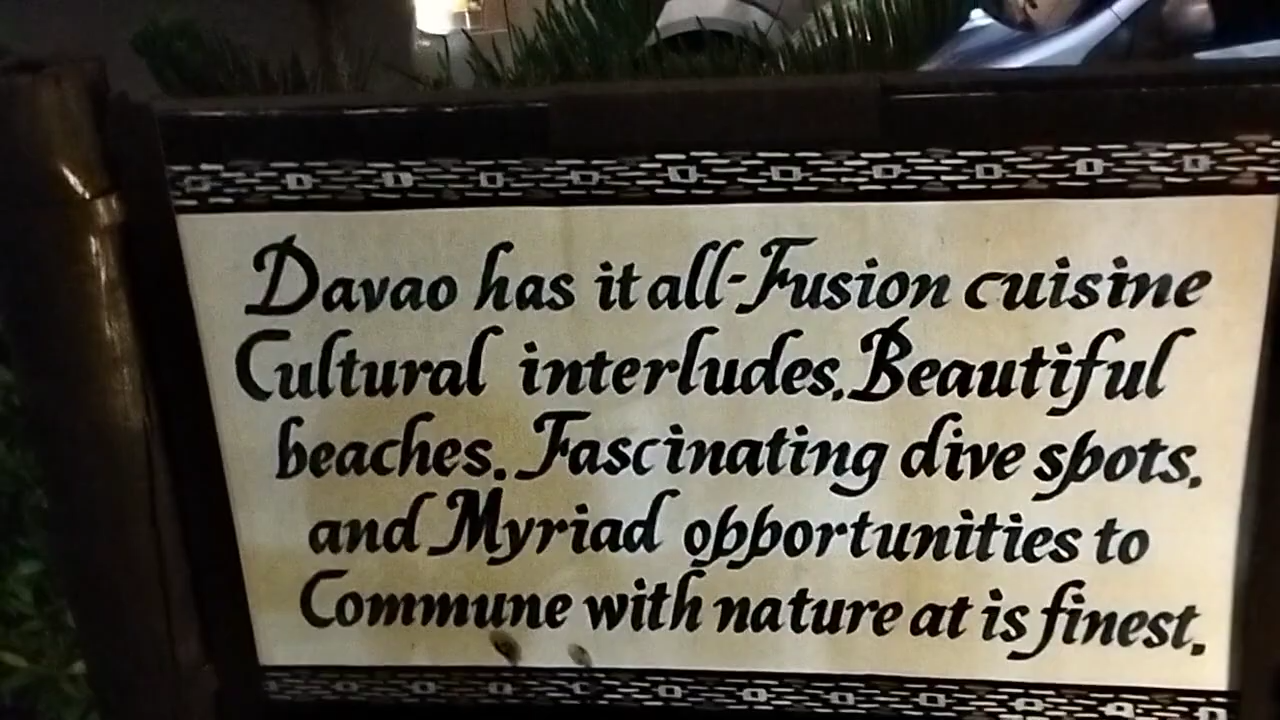 Davao has it all-Fusion cuisine
Cultural interludes. Beautiful
beaches. Fascinating dive spots.
and Myriad opportunities to
Commune with nature at is finest.